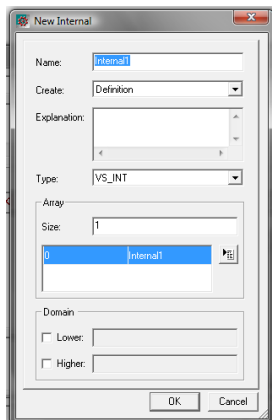 New Internal
Name: Internal1
Create: Definition
Explanation:
Type: VS_INT
Array
Size: 1
0 Internal1
Domain
Lower:
Higher:
OK Cancel